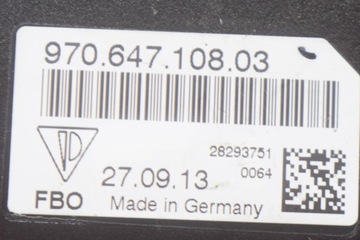 970.647.108.03
28293751
0064
27.09.13
FBO
Made in Germany